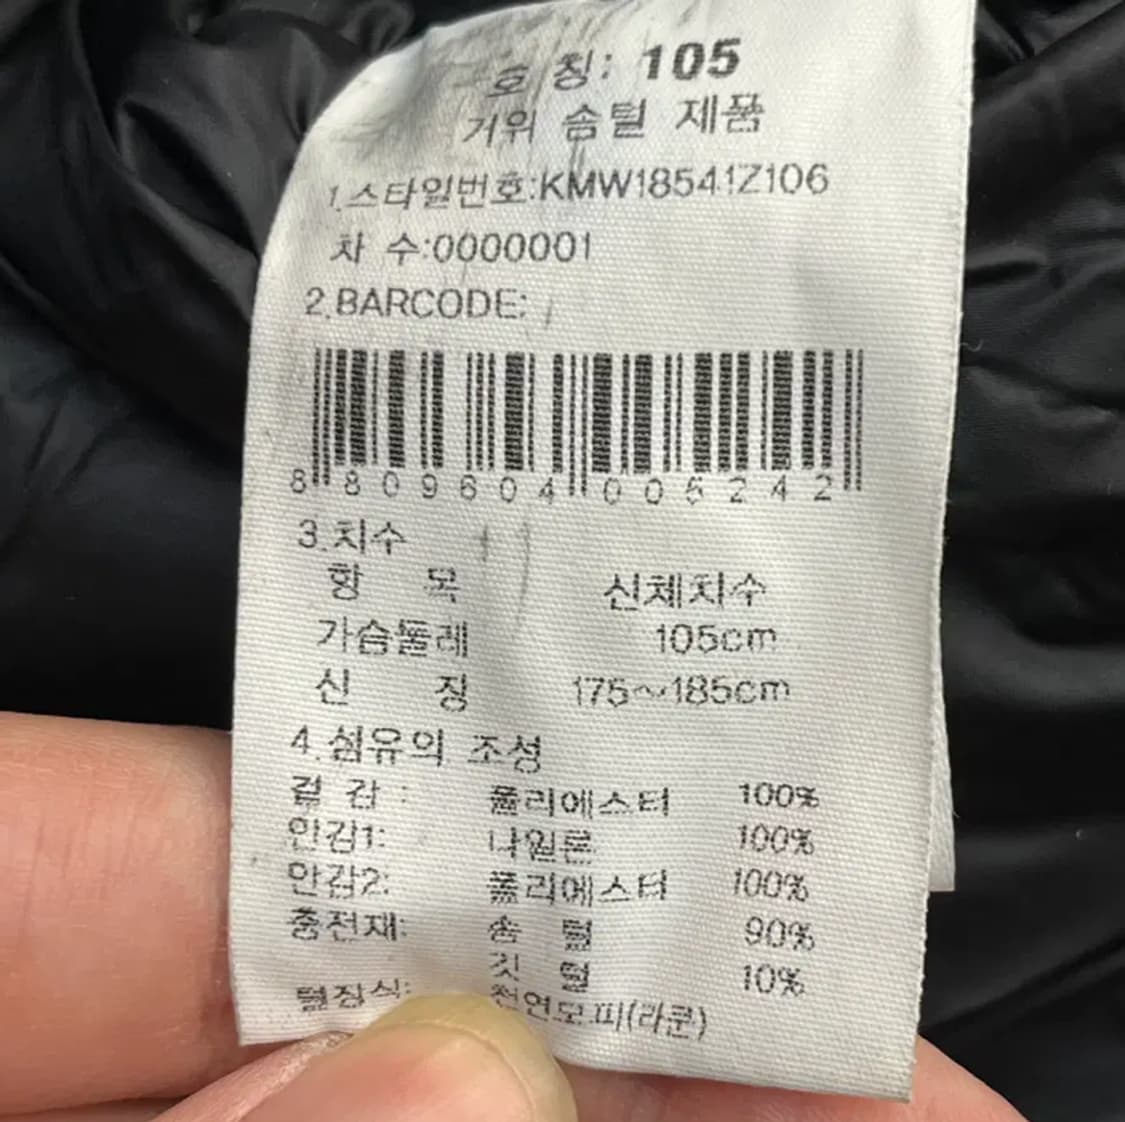 호 칭: 105
거위 솜털 제품
1.스타일번호:KMW18541Z106
차 수:0000001
2.BARCODE:
8 809604 006242
3.치수
항 목 신체치수
가슴둘레 105cm
신 장 175~185cm
4.섬유의 조성
겉 감 : 폴리에스터 100%
안감1: 나일론 100%
안감2: 폴리에스터 100%
충전재: 솜 털 90%
깃 털 10%
털장식: 천연모피(라쿤)